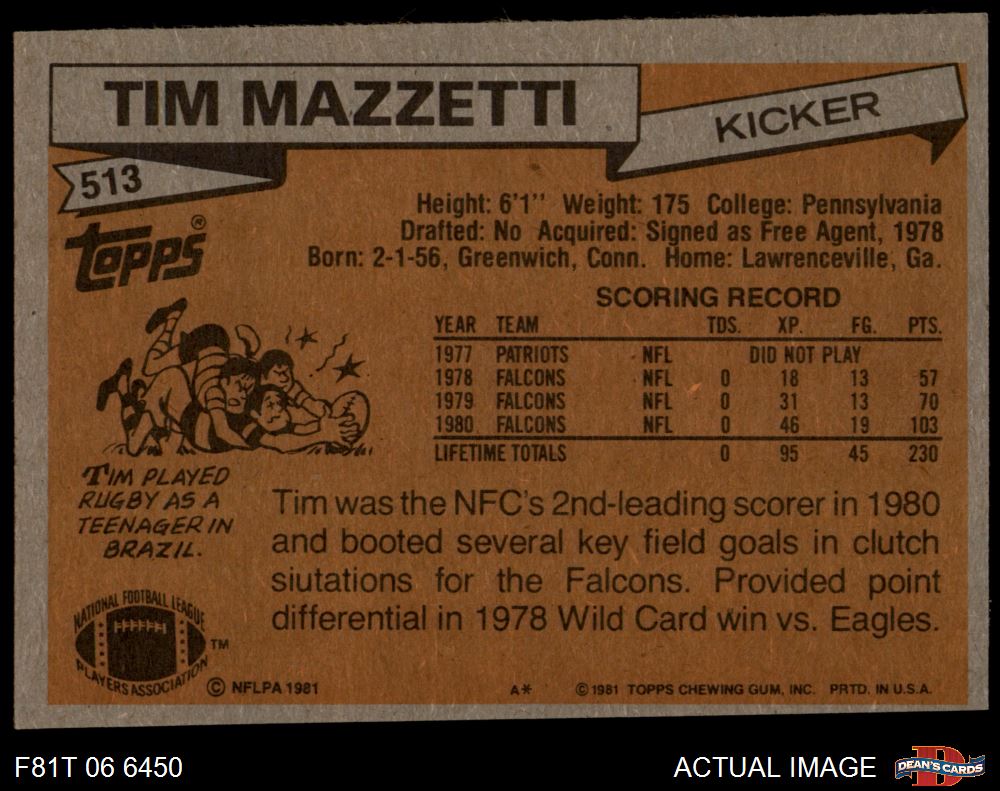 TIM MAZZETTI
KICKER
513
Topps®
Height: 6'1'' Weight: 175 College: Pennsylvania
Drafted: No Acquired: Signed as Free Agent, 1978
Born: 2-1-56, Greenwich, Conn. Home: Lawrenceville, Ga.
SCORING RECORD
YEAR TEAM TDS. XP. FG. PTS.
1977 PATRIOTS NFL DID NOT PLAY
1978 FALCONS NFL 0 18 13 57
1979 FALCONS NFL 0 31 13 70
1980 FALCONS NFL 0 46 19 103
LIFETIME TOTALS 0 95 45 230
TIM PLAYED
RUGBY AS A
TEENAGER IN
BRAZIL.
Tim was the NFC's 2nd-leading scorer in 1980
and booted several key field goals in clutch
siutations for the Falcons. Provided point
differential in 1978 Wild Card win vs. Eagles.
NATIONAL FOOTBALL LEAGUE
PLAYERS ASSOCIATION
TM
© NFLPA 1981
A* © 1981 TOPPS CHEWING GUM, INC. PRTD. IN U.S.A.
F81T 06 6450
ACTUAL IMAGE
D
DEAN'S CARDS